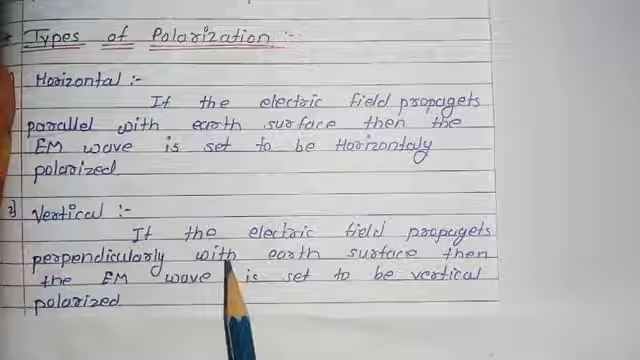 Types of Polarization :-
1) Horizontal :-
If the electric field propagets
parallel with earth surface then the
EM wave is set to be Horizontaly
polarized.
2) Vertical :-
If the electric field propagets
perpendicularly with earth surface then
the EM wave is set to be vertical
polarized